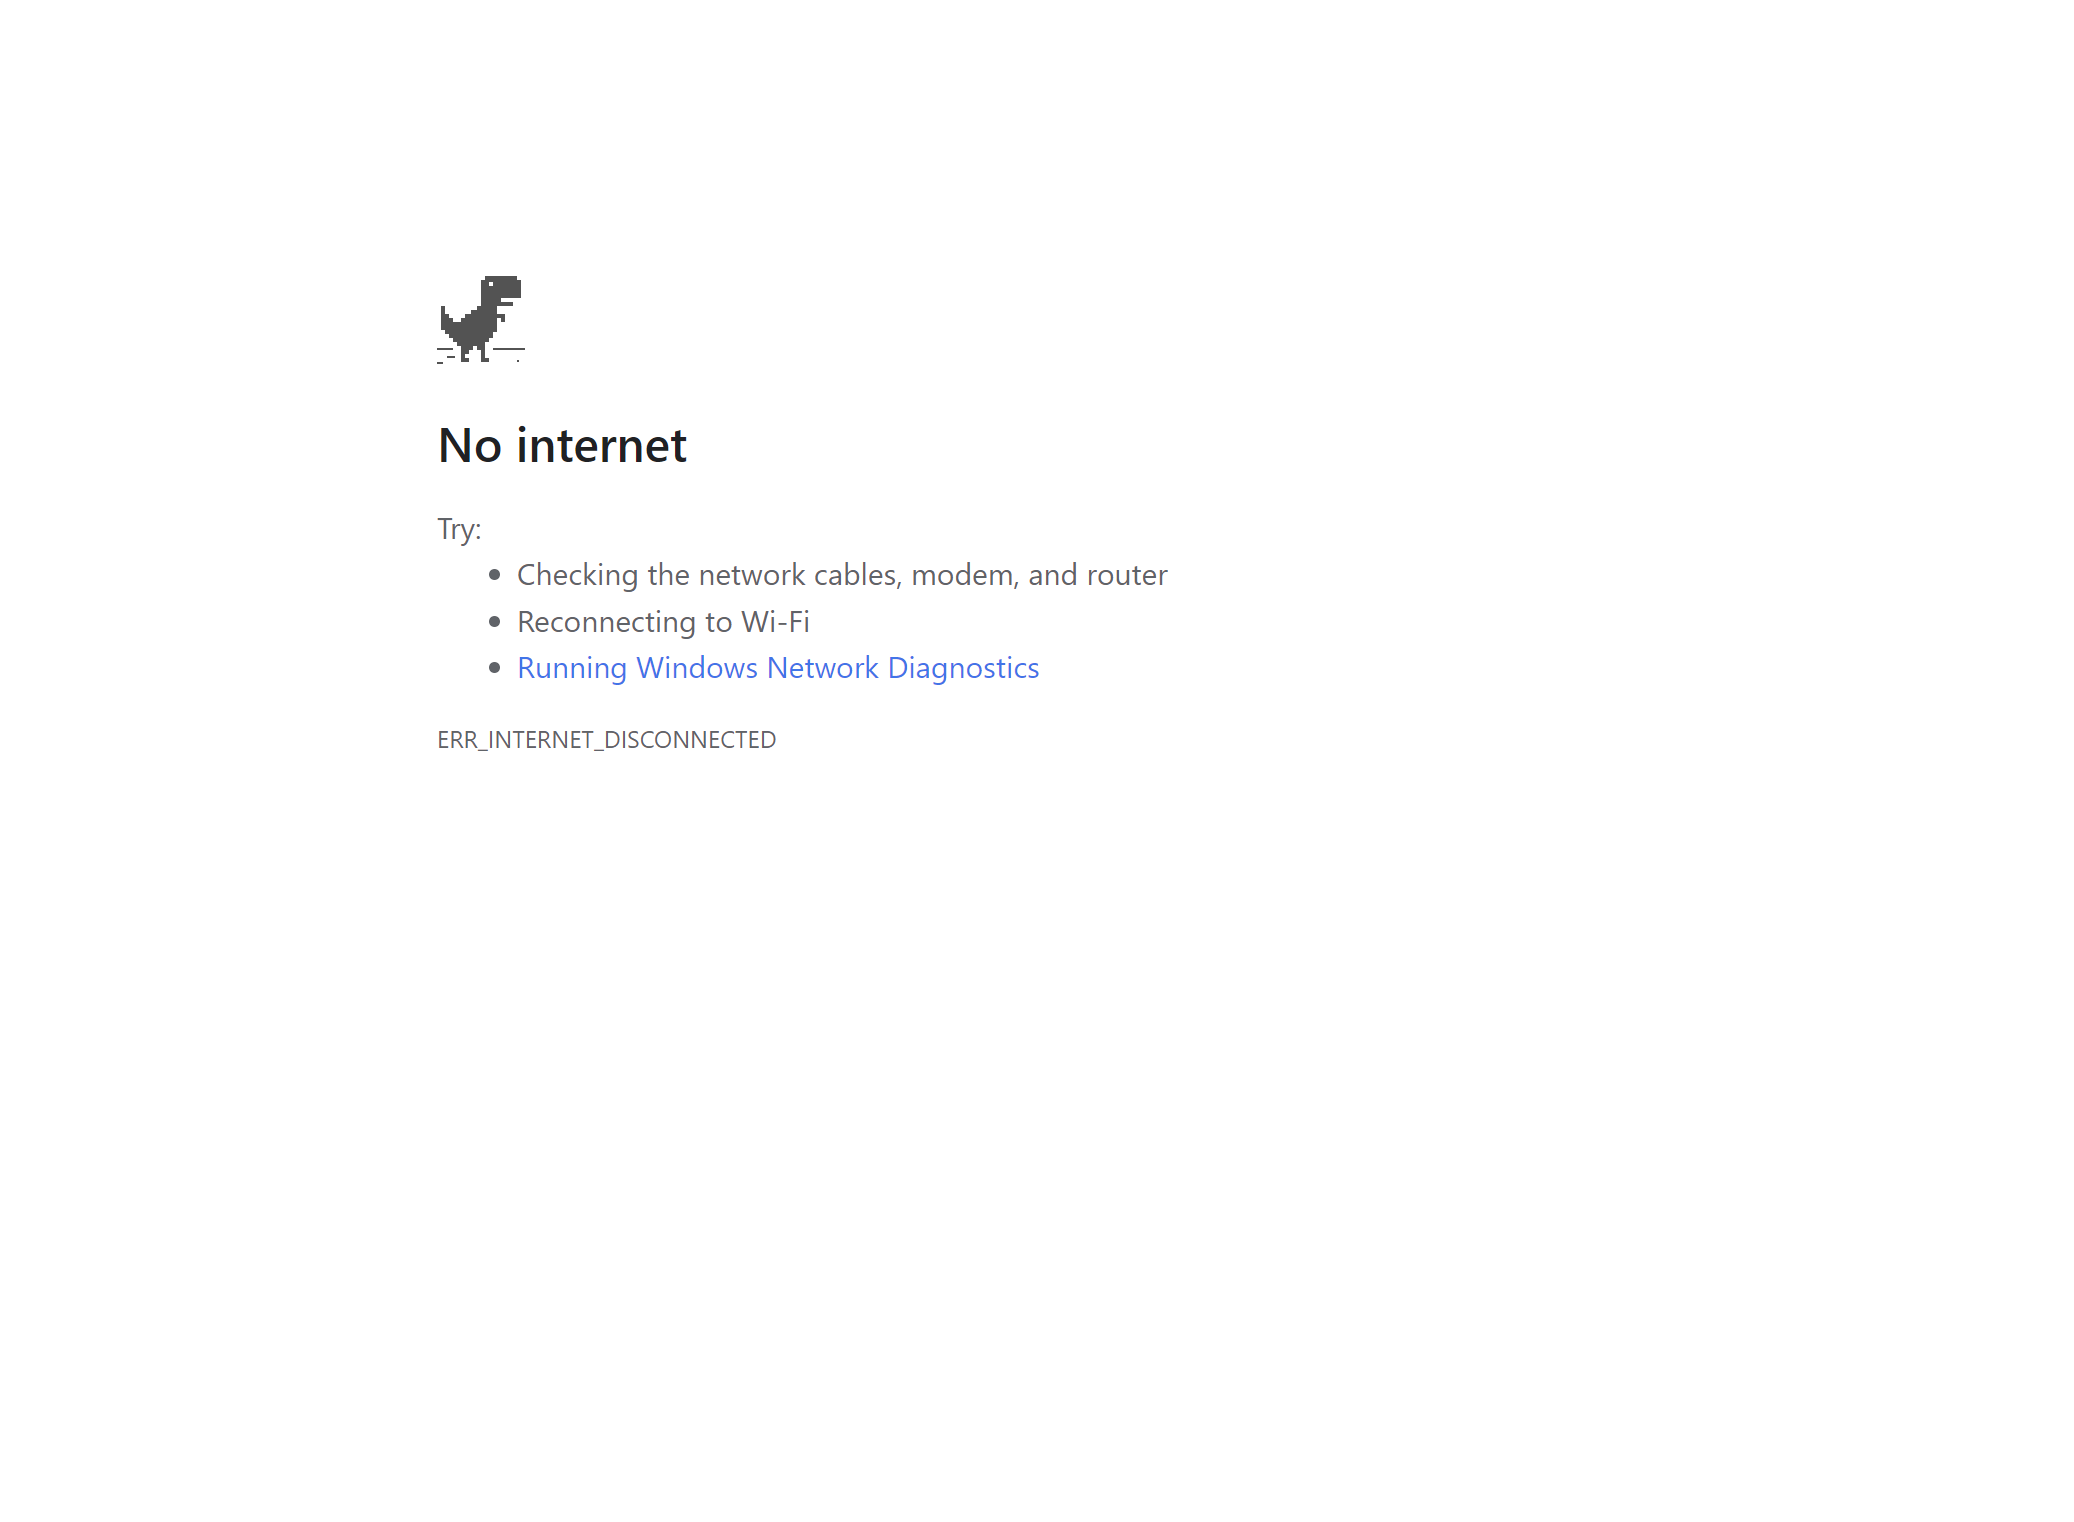 No internet
Try:
Checking the network cables, modem, and router
Reconnecting to Wi-Fi
Running Windows Network Diagnostics
ERR_INTERNET_DISCONNECTED